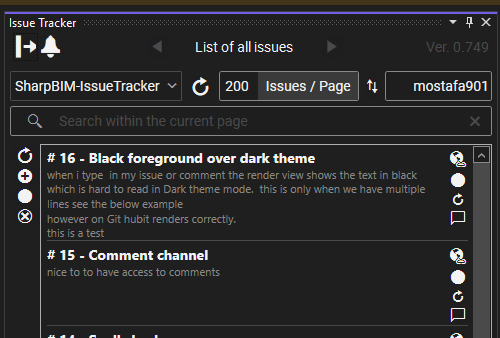 Issue Tracker
List of all issues
Ver. 0.749
SharpBIM-IssueTracker
200
Issues / Page
mostafa901
Search within the current page
# 16 - Black foreground over dark theme
when i type in my issue or comment the render view shows the text in black
which is hard to read in Dark theme mode. this is only when we have multiple
lines see the below example
however on Git hubit renders correctly.
this is a test
# 15 - Comment channel
nice to to have access to comments